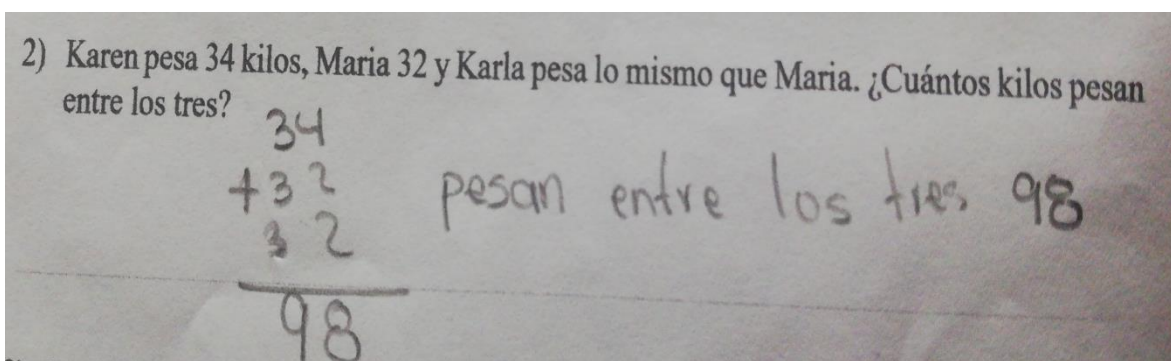 2) Karen pesa 34 kilos, Maria 32 y Karla pesa lo mismo que Maria. ¿Cuántos kilos pesan
entre los tres?
34
+32
32
98
pesan entre los tres 98